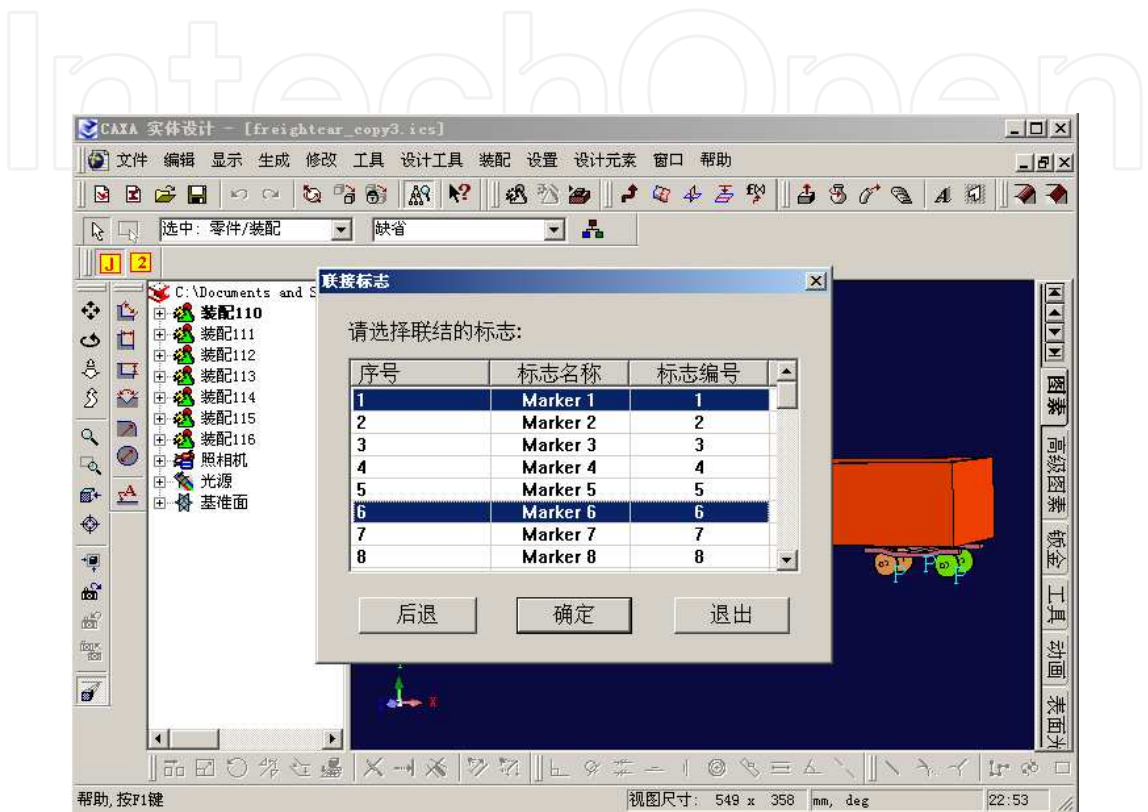 IntechOpen
CAXA 实体设计 - [freightcar_copy3.ics]
文件 编辑 显示 生成 修改 工具 设计工具 装配 设置 设计元素 窗口 帮助
选中: 零件/装配 缺省
J 2
C:\Documents and S
装配110
装配111
装配112
装配113
装配114
装配115
装配116
照相机
光源
基准面
联接标志
请选择联结的标志:
序号 标志名称 标志编号
1 Marker 1 1
2 Marker 2 2
3 Marker 3 3
4 Marker 4 4
5 Marker 5 5
6 Marker 6 6
7 Marker 7 7
8 Marker 8 8
后退 确定 退出
图素
高级图素
钣金
工具
动画
表面光
P P P
X
帮助, 按F1键 视图尺寸: 549 x 358 mm, deg 22:53